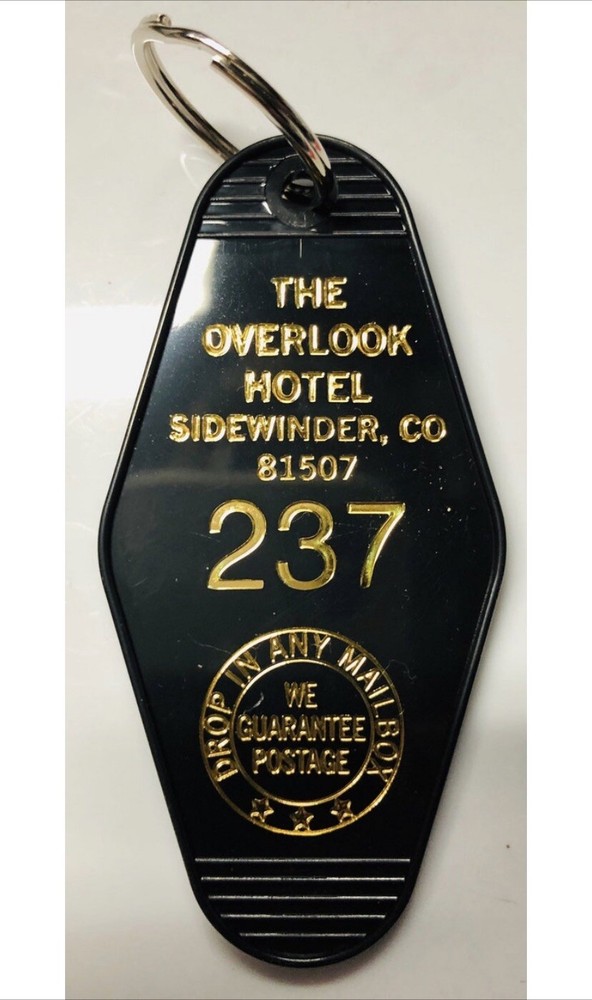 THE
OVERLOOK
HOTEL
SIDEWINDER, CO
81507
237
DROP IN ANY MAILBOX
WE
GUARANTEE
POSTAGE